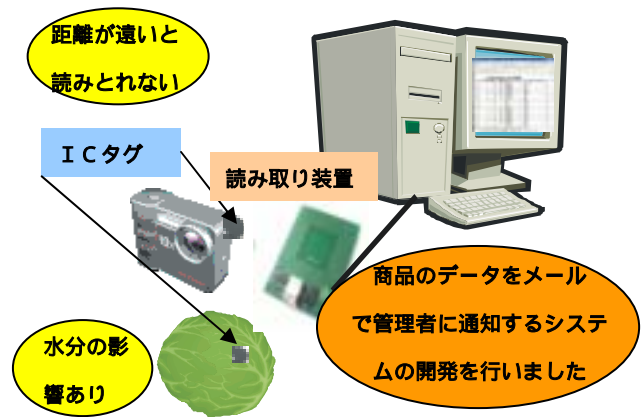 距離が遠いと
読みとれない
ＩＣタグ
読み取り装置
商品のデータをメール
で管理者に通知するシステ
ムの開発を行いました
水分の影
響あり